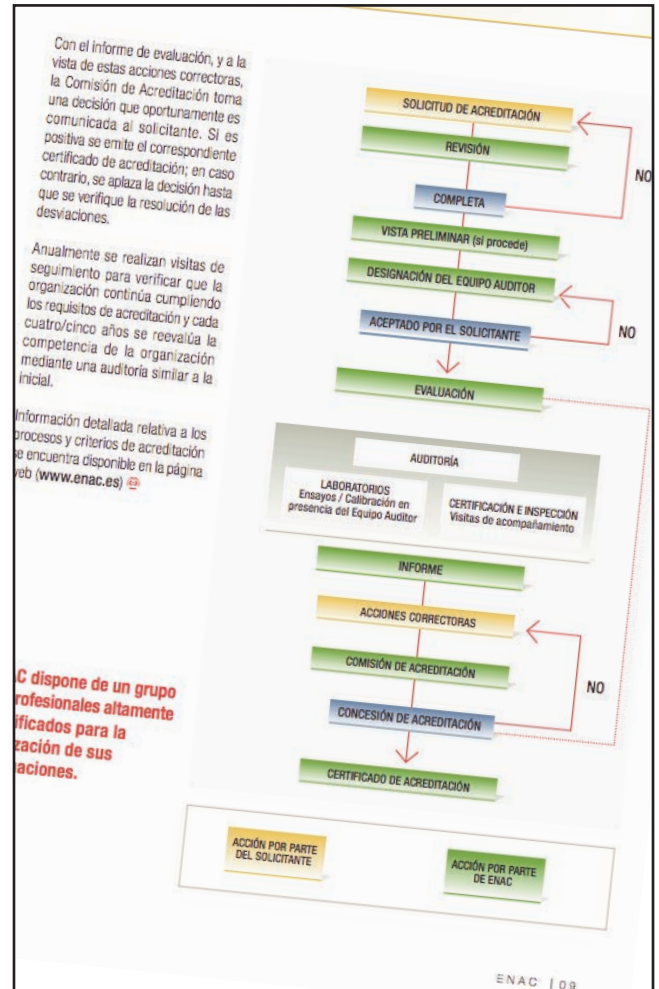 Con el informe de evaluación, y a la
vista de estas acciones correctoras,
la Comisión de Acreditación toma
una decisión que oportunamente es
comunicada al solicitante. Si es
positiva se emite el correspondiente
certificado de acreditación; en caso
contrario, se aplaza la decisión hasta
que se verifique la resolución de las
desviaciones.
Anualmente se realizan visitas de
seguimiento para verificar que la
organización continúa cumpliendo
los requisitos de acreditación y cada
cuatro/cinco años se reevalúa la
competencia de la organización
mediante una auditoría similar a la
inicial.
Información detallada relativa a los
procesos y criterios de acreditación
se encuentra disponible en la página
web (www.enac.es)
AC dispone de un grupo
rofesionales altamente
ificados para la
zación de sus
aciones.
SOLICITUD DE ACREDITACIÓN
REVISIÓN
NO
COMPLETA
VISTA PRELIMINAR (si procede)
DESIGNACIÓN DEL EQUIPO AUDITOR
ACEPTADO POR EL SOLICITANTE
NO
EVALUACIÓN
AUDITORÍA
LABORATORIOS
Ensayos / Calibración en
presencia del Equipo Auditor
CERTIFICACIÓN E INSPECCIÓN
Visitas de acompañamiento
INFORME
ACCIONES CORRECTORAS
COMISIÓN DE ACREDITACIÓN
NO
CONCESIÓN DE ACREDITACIÓN
CERTIFICADO DE ACREDITACIÓN
ACCIÓN POR PARTE
DEL SOLICITANTE
ACCIÓN POR PARTE
DE ENAC
ENAC | 09